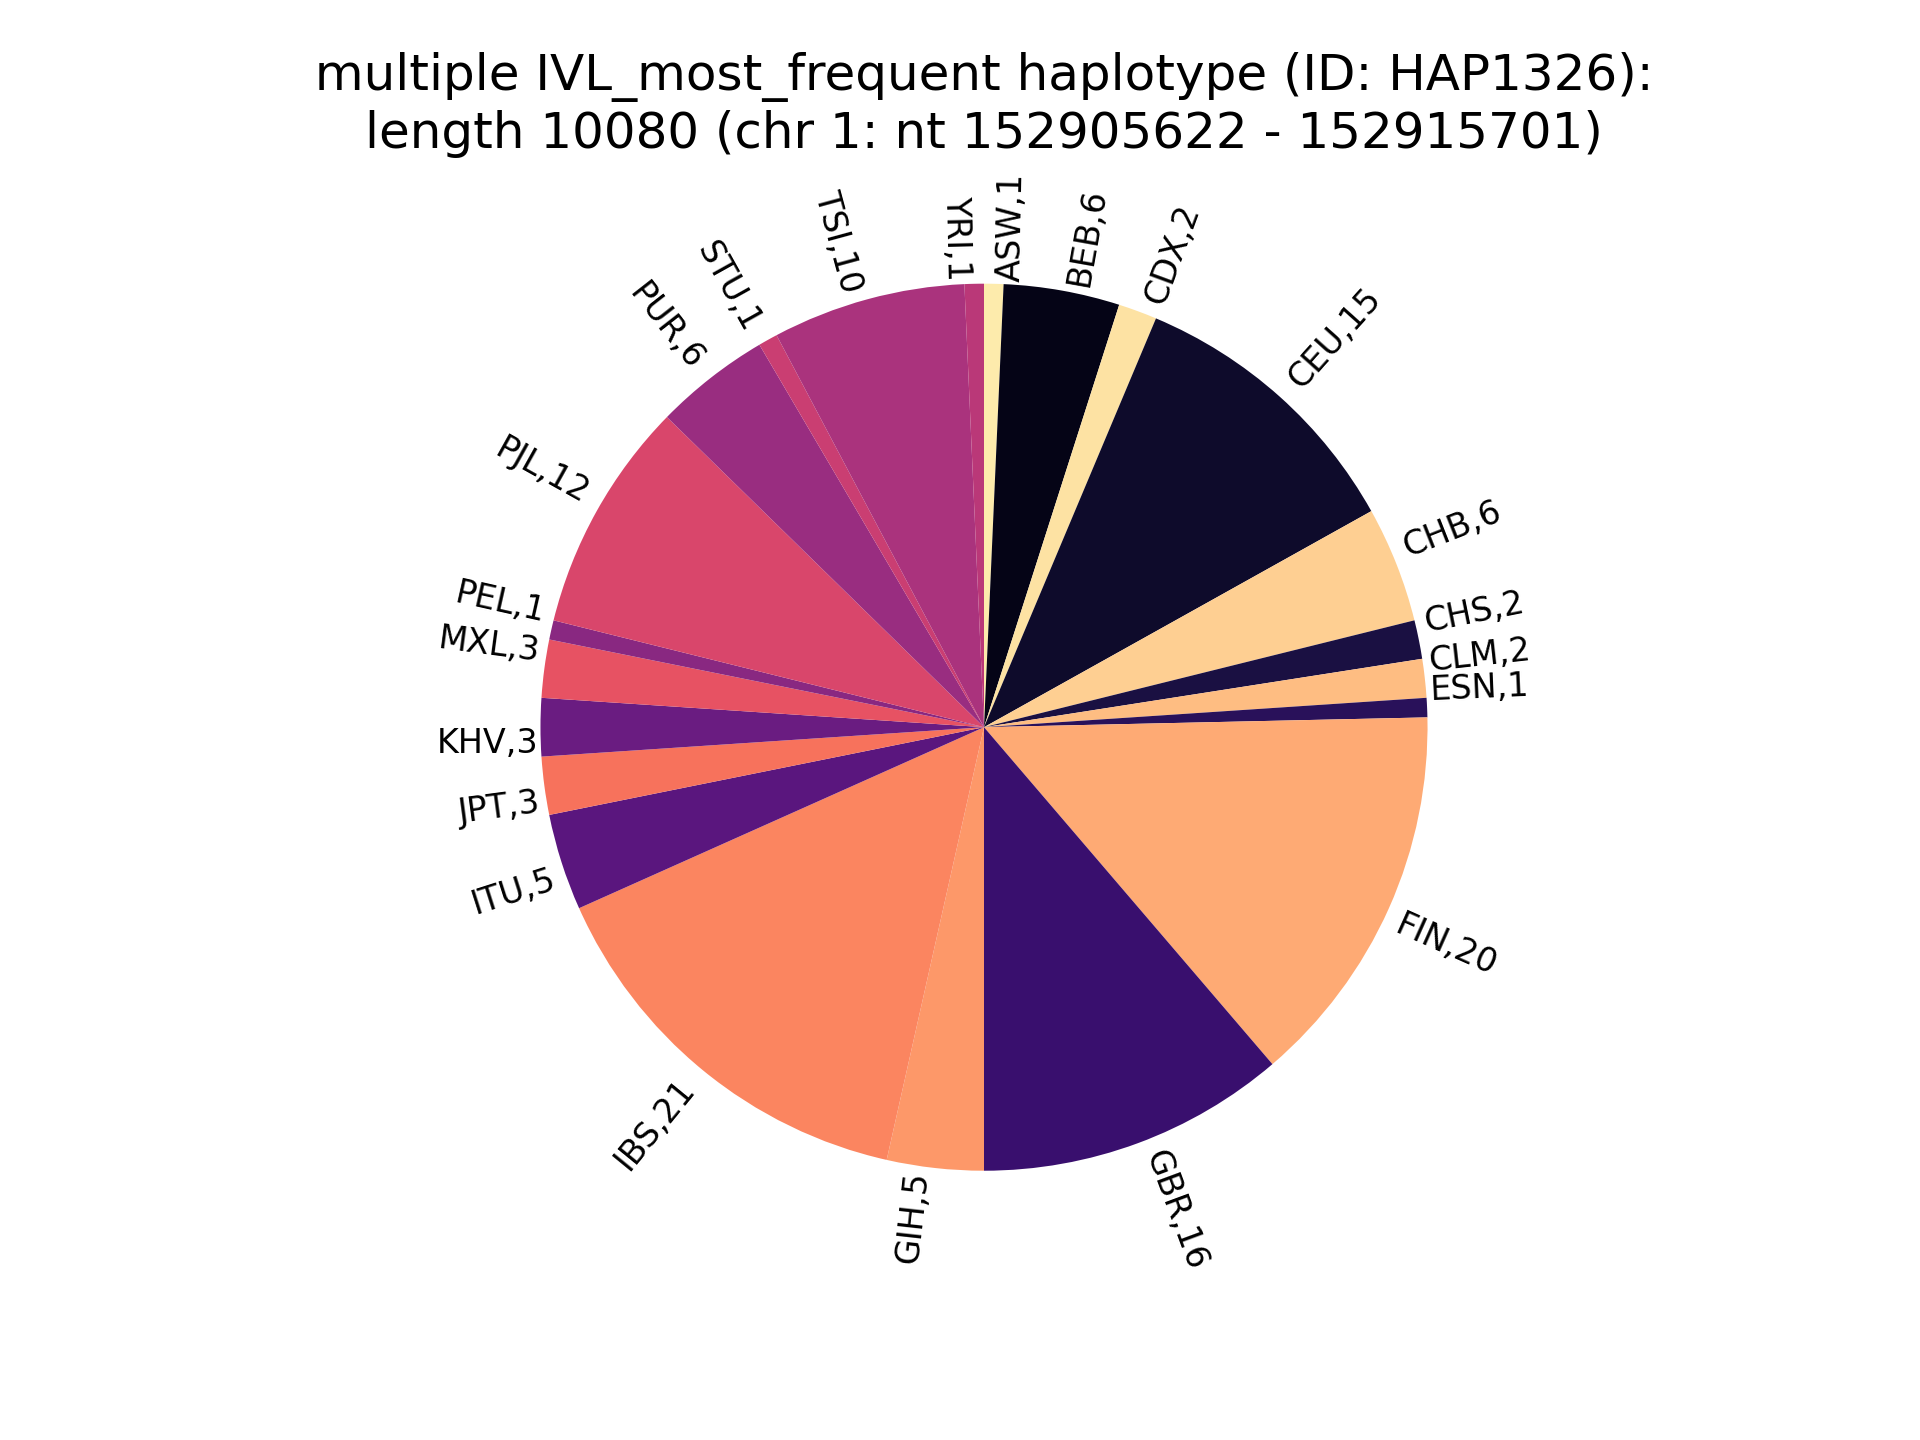 multiple IVL_most_frequent haplotype (ID: HAP1326):
length 10080 (chr 1: nt 152905622 - 152915701)
ASW,1
BEB,6
CDX,2
CEU,15
CHB,6
CHS,2
CLM,2
ESN,1
FIN,20
GBR,16
GIH,5
IBS,21
ITU,5
JPT,3
KHV,3
MXL,3
PEL,1
PJL,12
PUR,6
STU,1
TSI,10
YRI,1